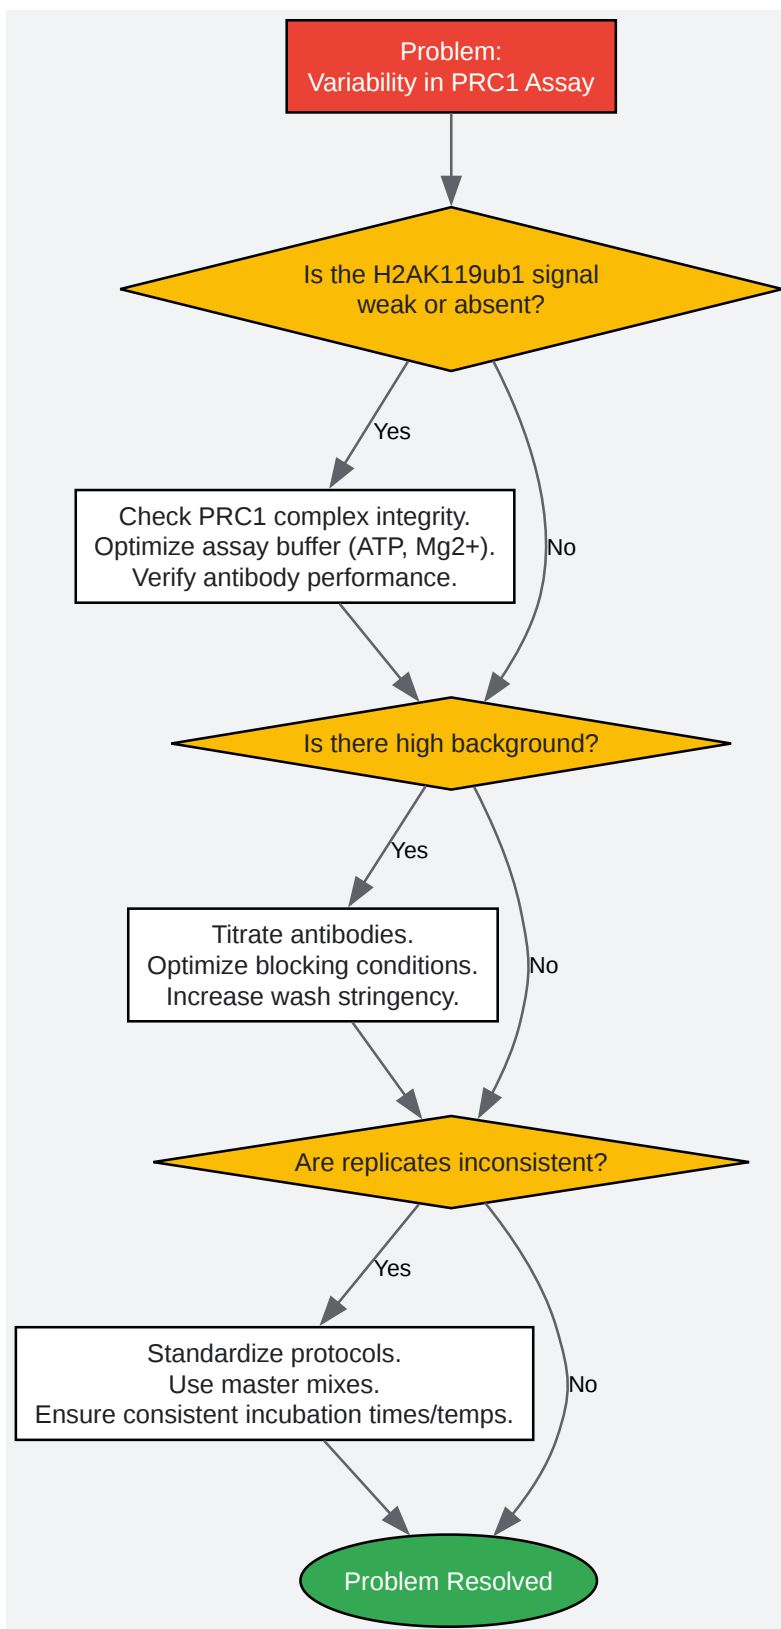 Problem:
Variability in PRC1 Assay
Is the H2AK119ub1 signal
weak or absent?
Yes
Check PRC1 complex integrity.
Optimize assay buffer (ATP, Mg2+).
Verify antibody performance.
No
Is there high background?
Yes
Titrate antibodies.
Optimize blocking conditions.
Increase wash stringency.
No
Are replicates inconsistent?
Yes
Standardize protocols.
Use master mixes.
Ensure consistent incubation times/temps.
No
Problem Resolved